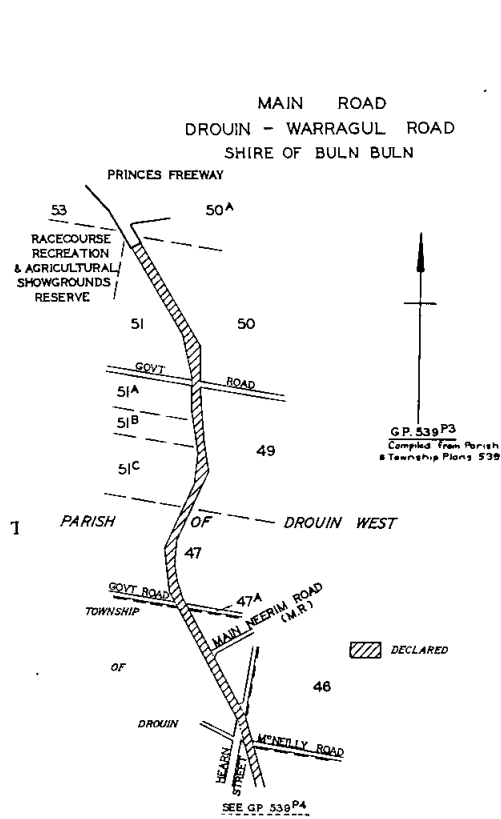 MAIN ROAD
DROUIN - WARRAGUL ROAD
SHIRE OF BULN BULN
PRINCES FREEWAY
53
50A
RACECOURSE
RECREATION
& AGRICULTURAL
SHOWGROUNDS
RESERVE
51
50
GOVT ROAD
51A
51B
49
G.P. 539 P3
Compiled from Parish
& Township Plans 539
51C
1
PARISH OF DROUIN WEST
47
GOVT ROAD
47A
TOWNSHIP
MAIN NEERIM ROAD
(M.R.)
DECLARED
OF
46
DROUIN
McNEILLY ROAD
HEARN
STREET
SEE GP 539 P4